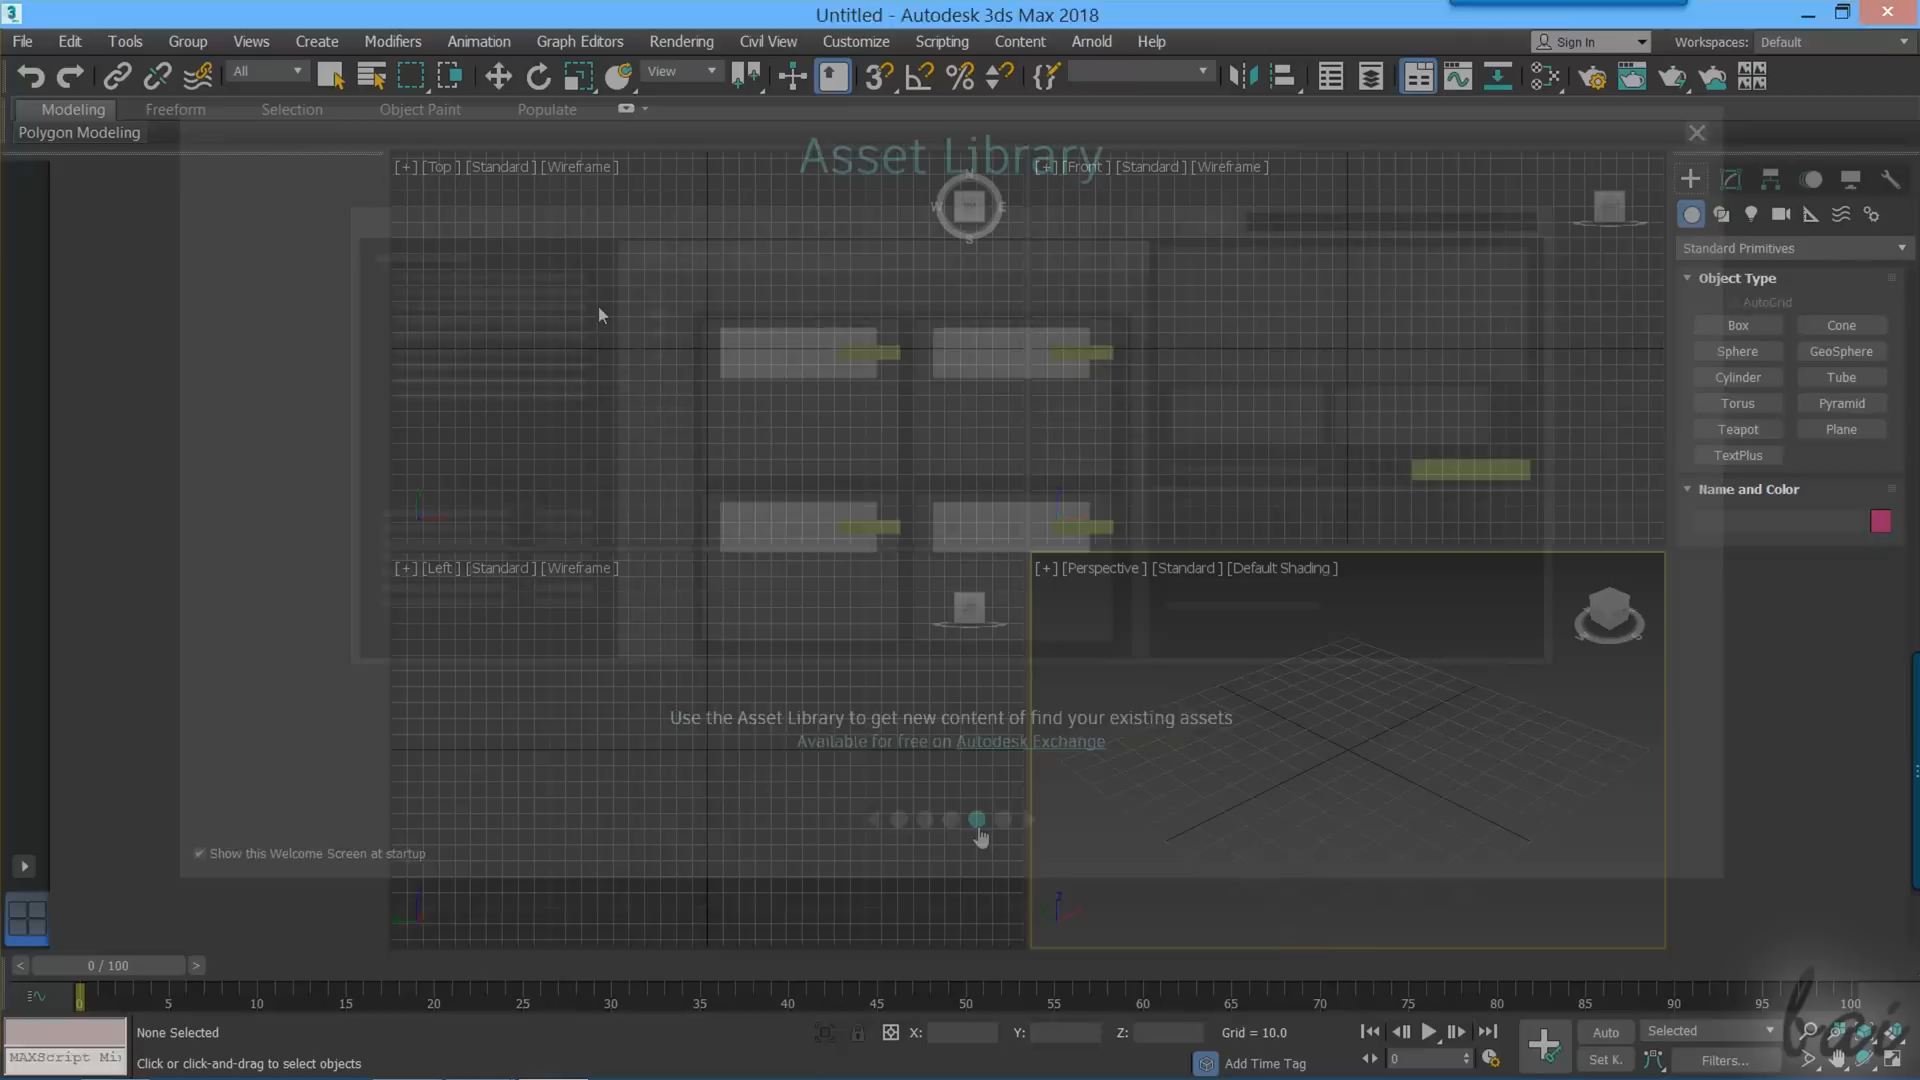 Untitled - Autodesk 3ds Max 2018
File Edit Tools Group Views Create Modifiers Animation Graph Editors Rendering Civil View Customize Scripting Content Arnold Help
Sign In
Workspaces: Default
All
View
Modeling Freeform Selection Object Paint Populate
Polygon Modeling
Asset Library
[+] [Top ] [Standard ] [Wireframe ]
[+] [Front ] [Standard ] [Wireframe ]
N
W E
S
Standard Primitives
Object Type
AutoGrid
Box Cone
Sphere GeoSphere
Cylinder Tube
Torus Pyramid
Teapot Plane
TextPlus
Name and Color
[+] [Left ] [Standard ] [Wireframe ]
[+] [Perspective ] [Standard ] [Default Shading ]
Use the Asset Library to get new content of find your existing assets
Available for free on Autodesk Exchange
Show this Welcome Screen at startup
< 0 / 100 >
0 5 10 15 20 25 30 35 40 45 50 55 60 65 70 75 80 85 90 95 100
None Selected
X: Y: Z: Grid = 10.0
Auto Selected
MAXScript Mi
Click or click-and-drag to select objects
Add Time Tag
0
Set K. Filters...